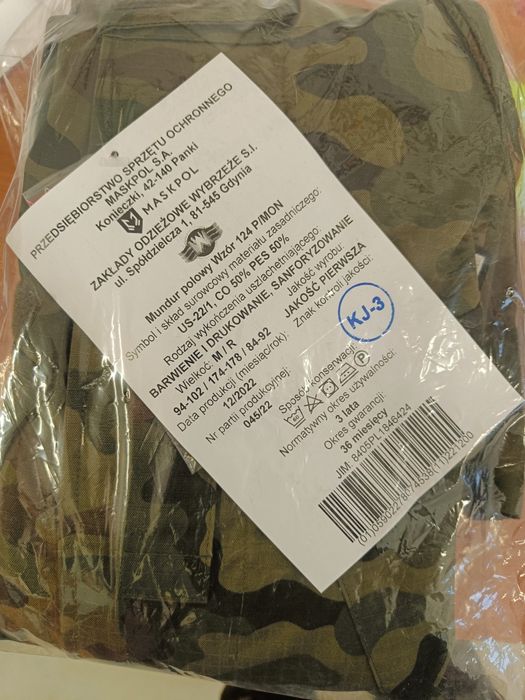 PRZEDSIĘBIORSTWO SPRZĘTU OCHRONNEGO
MASKPOL S.A.
Konieczki, 42-140 Panki
MASKPOL
ZAKŁADY ODZIEŻOWE WYBRZEŻE S.I.
ul. Spółdzielcza 1, 81-545 Gdynia
W
Mundur polowy Wzór 124 P/MON
Symbol i skład surowcowy materiału zasadniczego:
US-22/1, CO 50% PES 50%
Rodzaj wykończenia uszlachetniającego:
BARWIENIE I DRUKOWANIE, SANFORYZOWANIE
Wielkość: M / R
Jakość wyrobu:
94-102 / 174-178 / 84-92
JAKOŚĆ PIERWSZA
Data produkcji (miesiąc/rok):
Znak kontroli jakości:
12/2022
KJ-3
Nr partii produkcyjnej:
045/22
Sposób konserwacji:
Normatywny okres używalności:
3 lata
Okres gwarancji:
36 miesięcy
JIM: 8405PL1846424